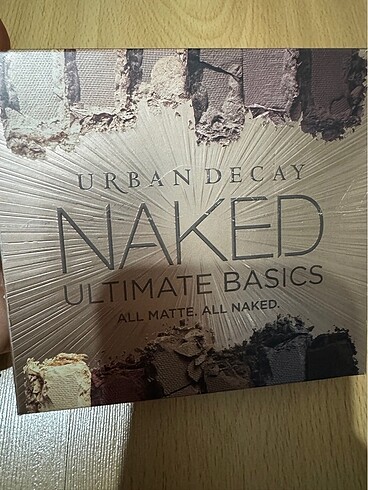 URBAN DECAY
NAKED
ULTIMATE BASICS
ALL MATTE. ALL NAKED.